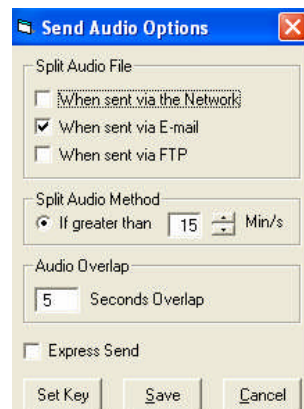 Send Audio Options
Split Audio File
When sent via the Network
When sent via E-mail
When sent via FTP
Split Audio Method
If greater than 15 Min/s
Audio Overlap
5 Seconds Overlap
Express Send
Set Key Save Cancel